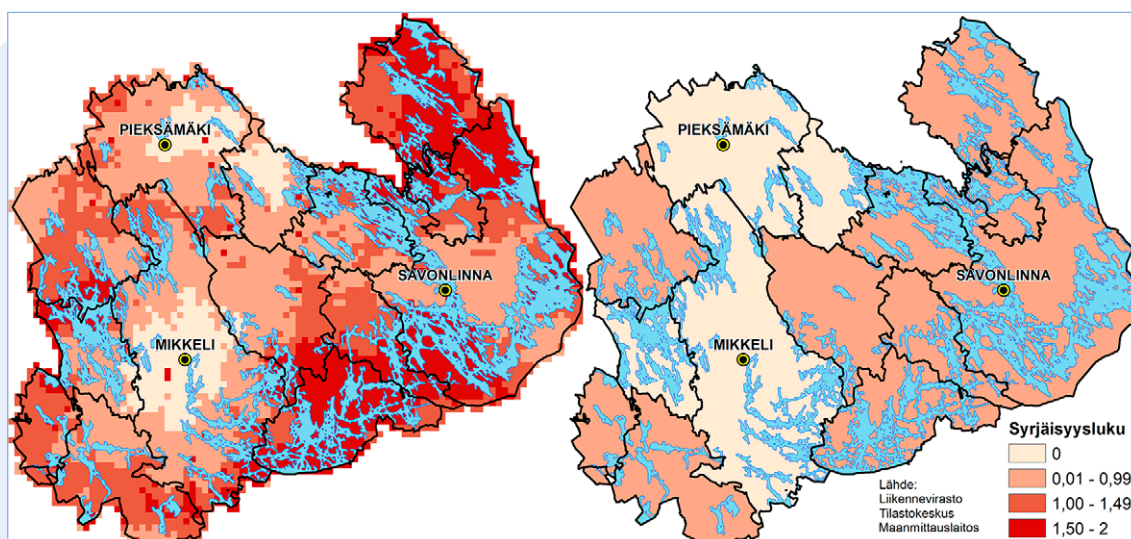 PIEKSÄMÄKI
SAVONLINNA
MIKKELI
PIEKSÄMÄKI
SAVONLINNA
MIKKELI
Syrjäisyysluku
0
0,01 - 0,99
1,00 - 1,49
1,50 - 2
Lähde:
Liikennevirasto
Tilastokeskus
Maanmittauslaitos